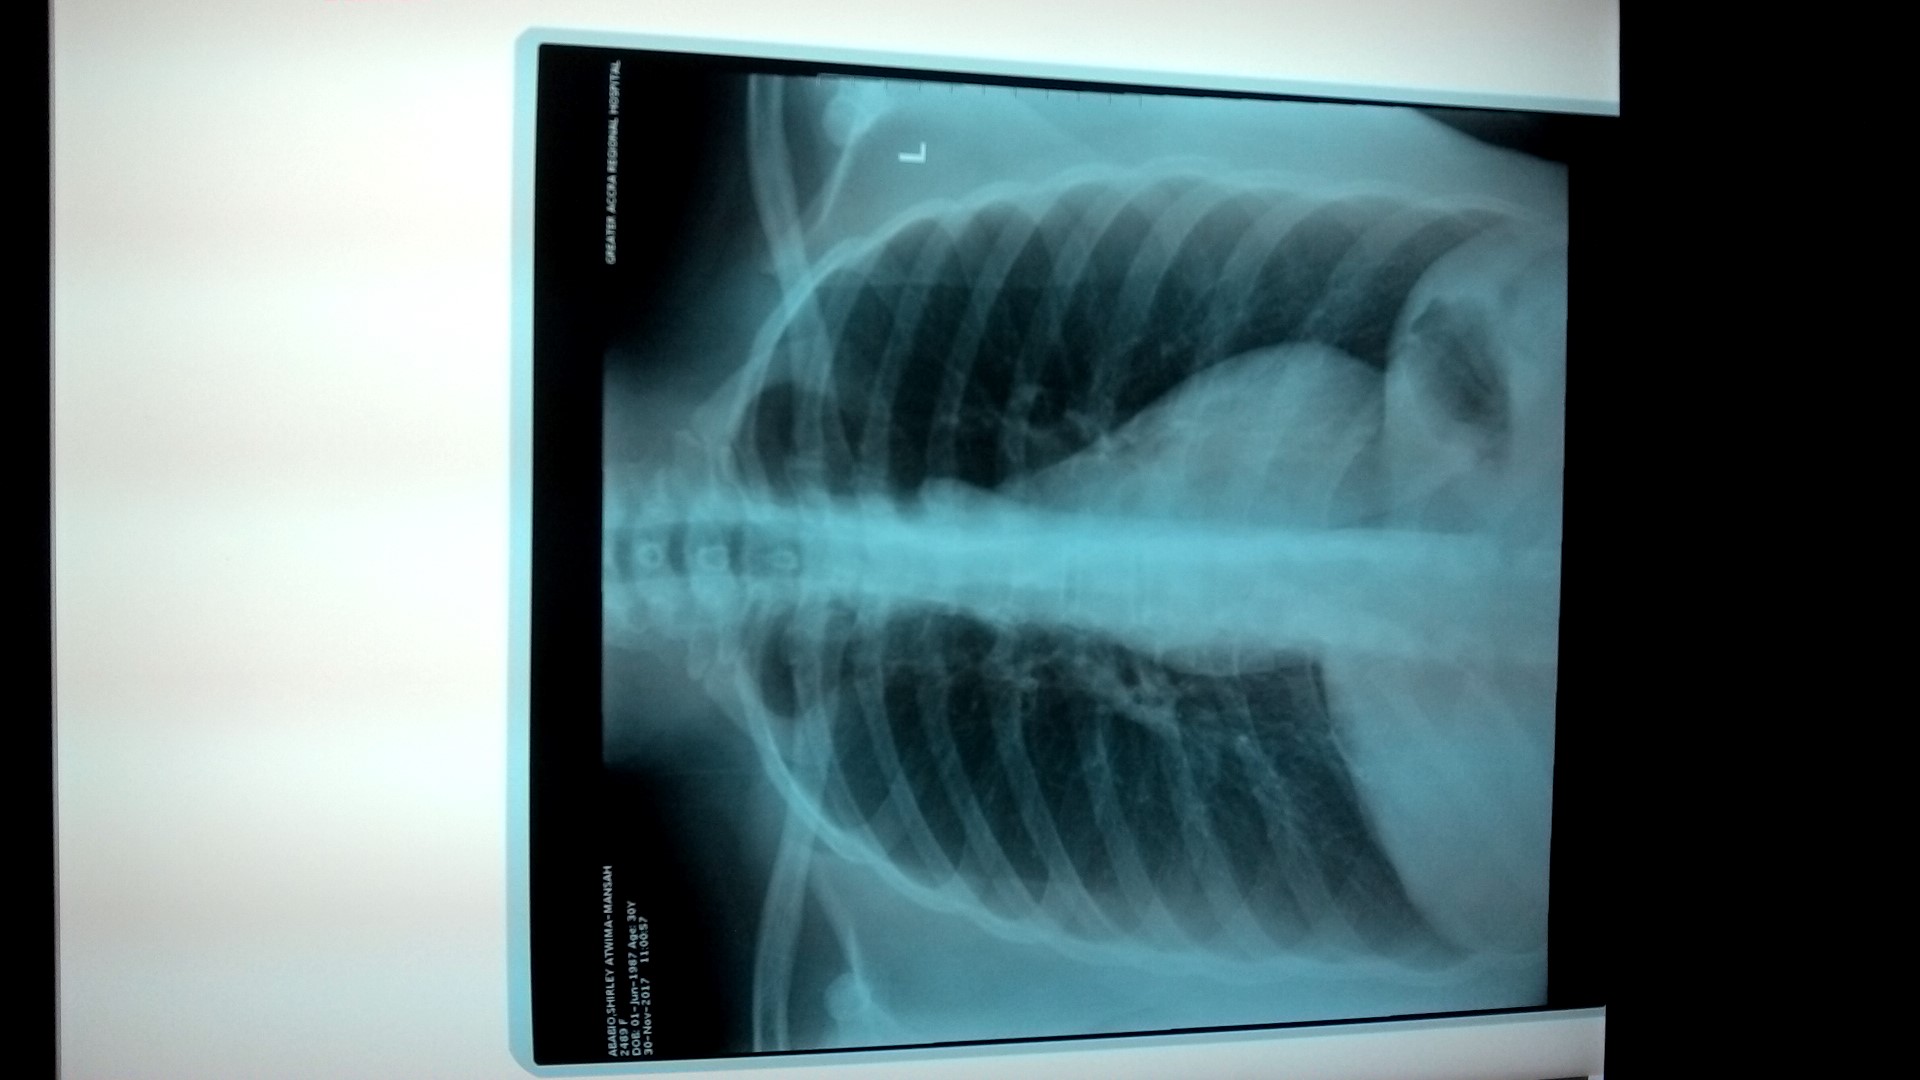 ABABIO,SHIRLEY ATWIMA-MANSAH
2469 F
DOB: 01-Jun-1987 Age: 30Y
30-Nov-2017 11:00:57
GREATER ACCRA REGIONAL HOSPITAL
L